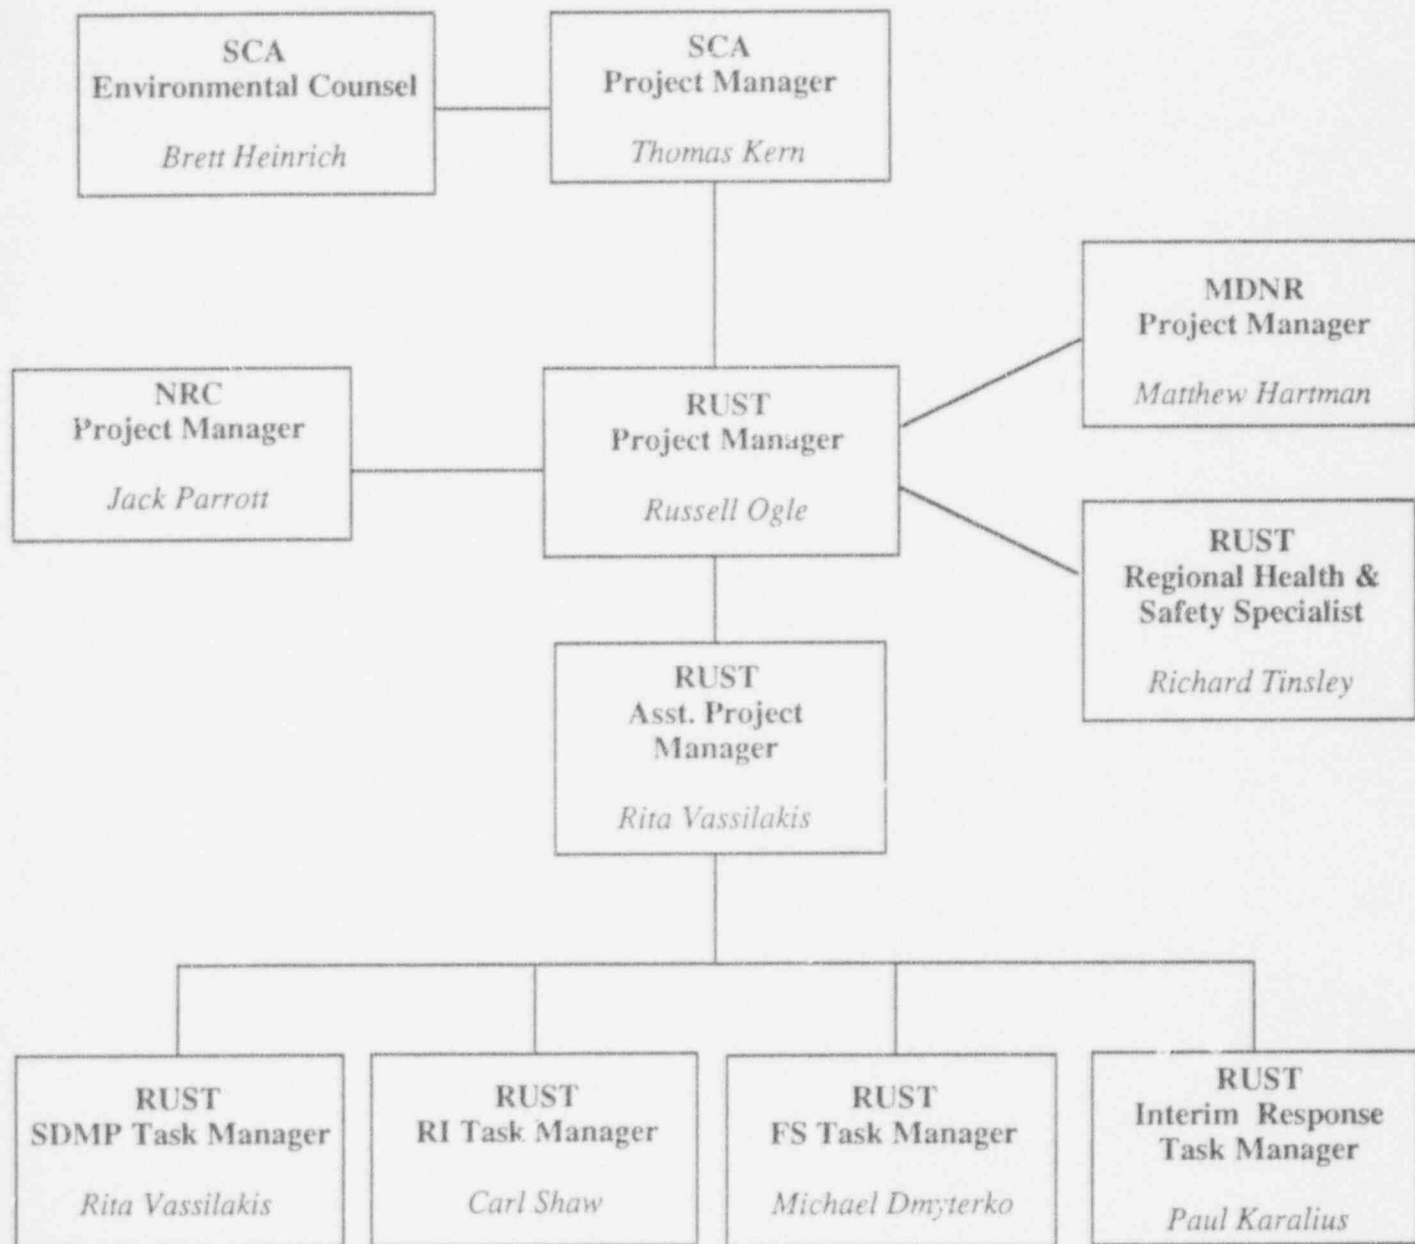 SCA
Environmental Counsel
Brett Heinrich
SCA
Project Manager
Thomas Kern
MDNR
Project Manager
Matthew Hartman
NRC
Project Manager
Jack Parrott
RUST
Project Manager
Russell Ogle
RUST
Regional Health &
Safety Specialist
Richard Tinsley
RUST
Asst. Project
Manager
Rita Vassilakis
RUST
SDMP Task Manager
Rita Vassilakis
RUST
RI Task Manager
Carl Shaw
RUST
FS Task Manager
Michael Dmyterko
RUST
Interim Response
Task Manager
Paul Karalius